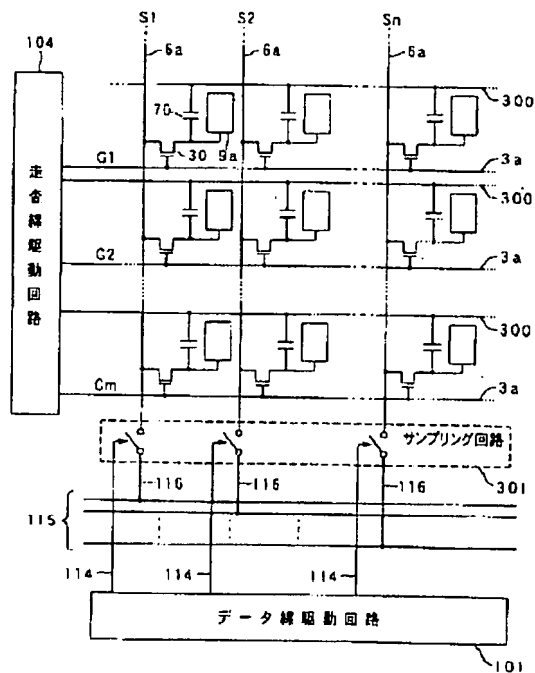 S1 S2 Sn
104 6a 6a 6a
300
70
30 9a
G1 3a
300
G2 3a
300
Cm 3a
走査線駆動回路
サンプリング回路
116 116 116 301
115
114 114 114
データ線駆動回路
101